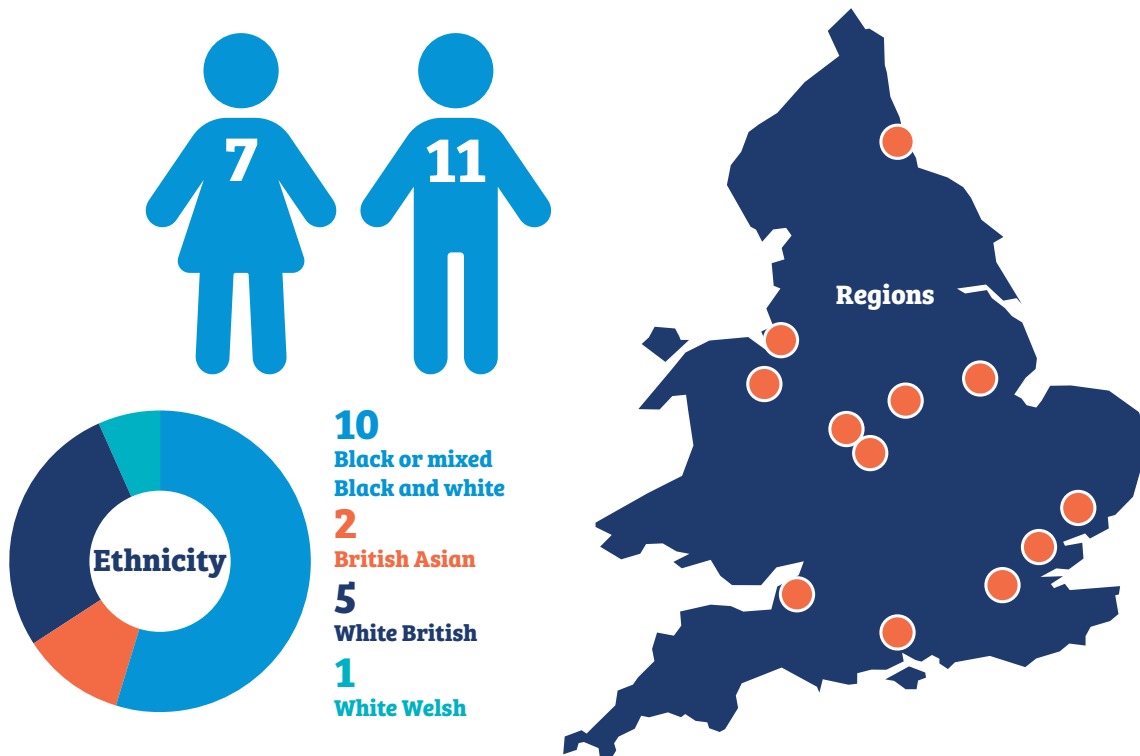 7
11
Regions
Ethnicity
10
Black or mixed
Black and white
2
British Asian
5
White British
1
White Welsh